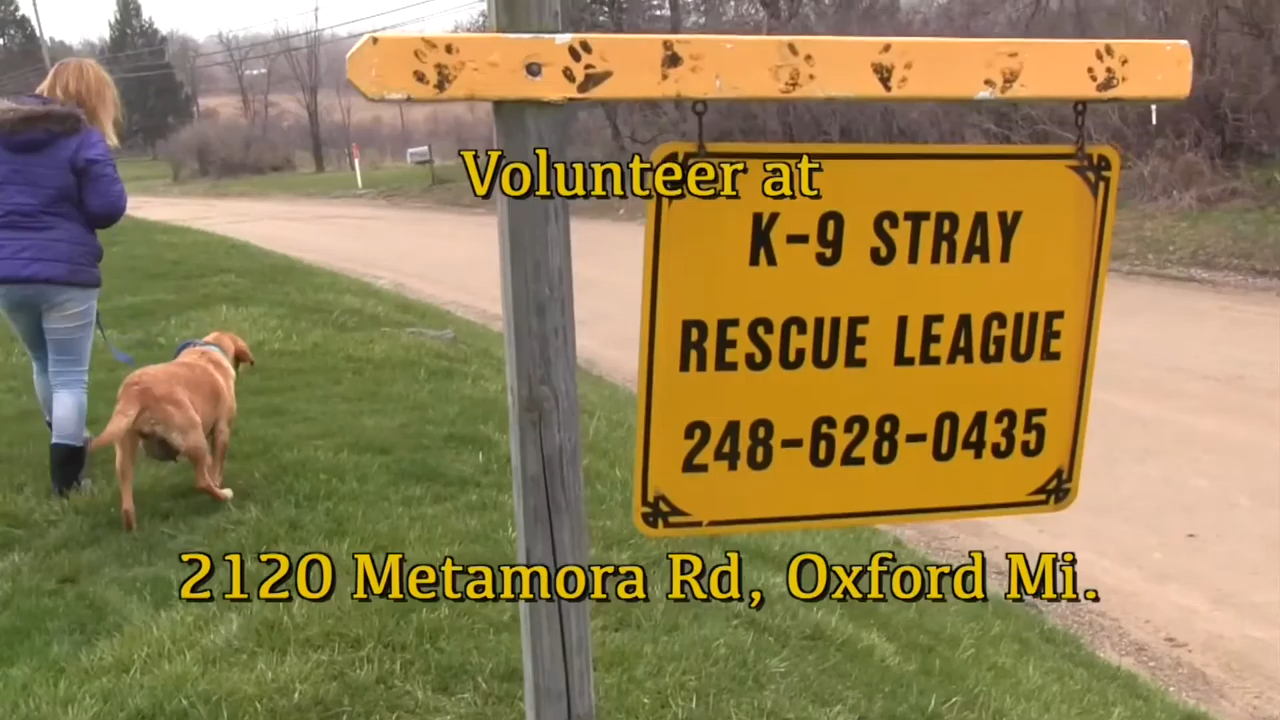 Volunteer at
K-9 STRAY
RESCUE LEAGUE
248-628-0435
2120 Metamora Rd, Oxford Mi.